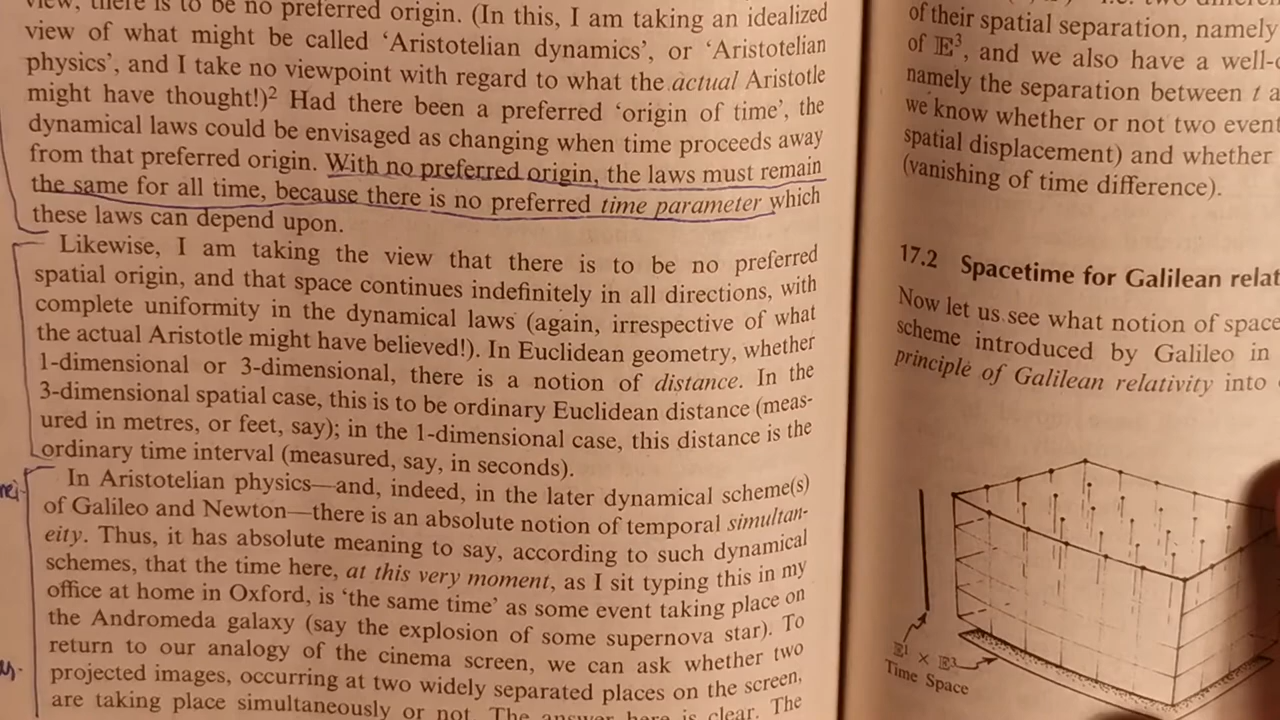 view, there is to be no preferred origin. (In this, I am taking an idealized
view of what might be called ‘Aristotelian dynamics’, or ‘Aristotelian
physics’, and I take no viewpoint with regard to what the actual Aristotle
might have thought!)² Had there been a preferred ‘origin of time’, the
dynamical laws could be envisaged as changing when time proceeds away
from that preferred origin. With no preferred origin, the laws must remain
the same for all time, because there is no preferred time parameter which
these laws can depend upon.
Likewise, I am taking the view that there is to be no preferred
spatial origin, and that space continues indefinitely in all directions, with
complete uniformity in the dynamical laws (again, irrespective of what
the actual Aristotle might have believed!). In Euclidean geometry, whether
1-dimensional or 3-dimensional, there is a notion of distance. In the
3-dimensional spatial case, this is to be ordinary Euclidean distance (meas-
ured in metres, or feet, say); in the 1-dimensional case, this distance is the
ordinary time interval (measured, say, in seconds).
In Aristotelian physics—and, indeed, in the later dynamical scheme(s)
of Galileo and Newton—there is an absolute notion of temporal simultan-
eity. Thus, it has absolute meaning to say, according to such dynamical
schemes, that the time here, at this very moment, as I sit typing this in my
office at home in Oxford, is ‘the same time’ as some event taking place on
the Andromeda galaxy (say the explosion of some supernova star). To
return to our analogy of the cinema screen, we can ask whether two
projected images, occurring at two widely separated places on the screen,
are taking place simultaneously or not. The answer here is clear. The
of their spatial separation, namely
of 𝔼³, and we also have a well-
namely the separation between t
we know whether or not two
spatial displacement) and whether
(vanishing of time difference).
17.2 Spacetime for Galilean
Now let us see what notion of
scheme introduced by Galileo in
principle of Galilean relativity into
𝔼¹ × 𝔼³
Time Space